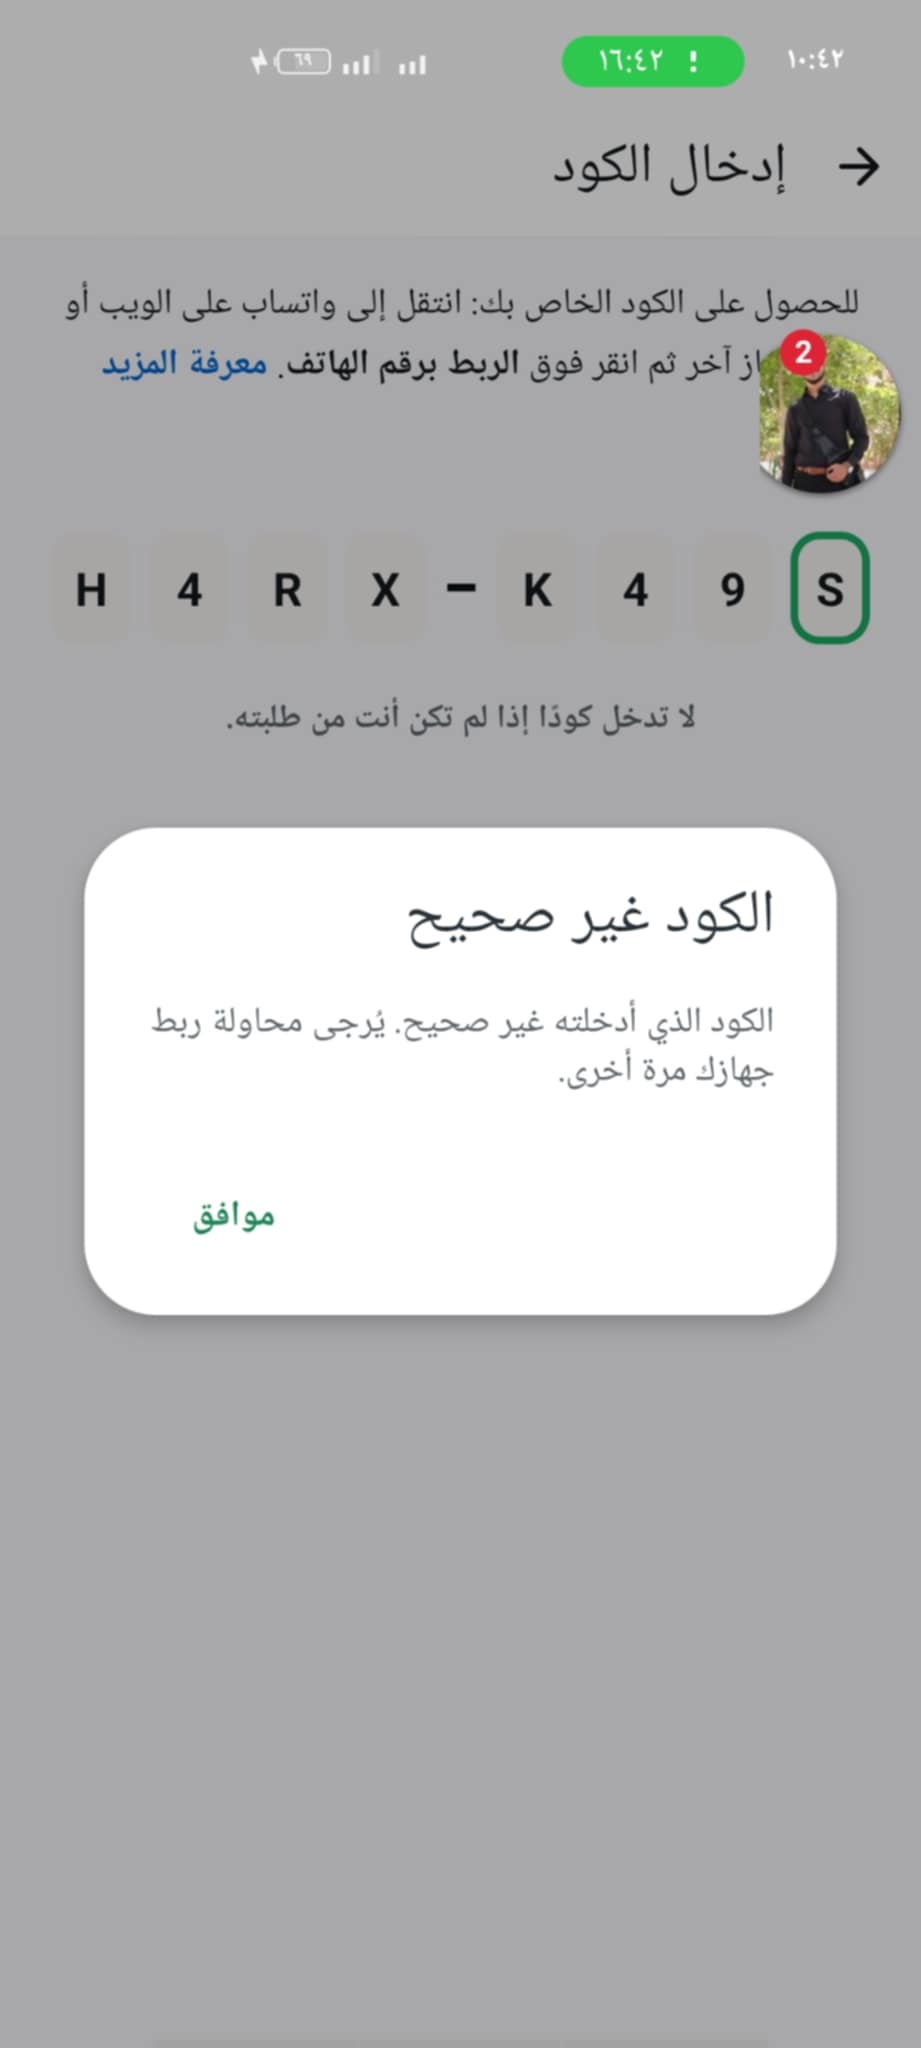 ١٠:٤٢
١٦:٤٢
٦٩
إدخال الكود
للحصول على الكود الخاص بك: انتقل إلى واتساب على الويب أو
آخر ثم انقر فوق الربط برقم الهاتف. معرفة المزيد
2
H 4 R X - K 4 9 S
لا تدخل كودًا إذا لم تكن أنت من طلبته.
الكود غير صحيح
الكود الذي أدخلته غير صحيح. يُرجى محاولة ربط
جهازك مرة أخرى.
موافق